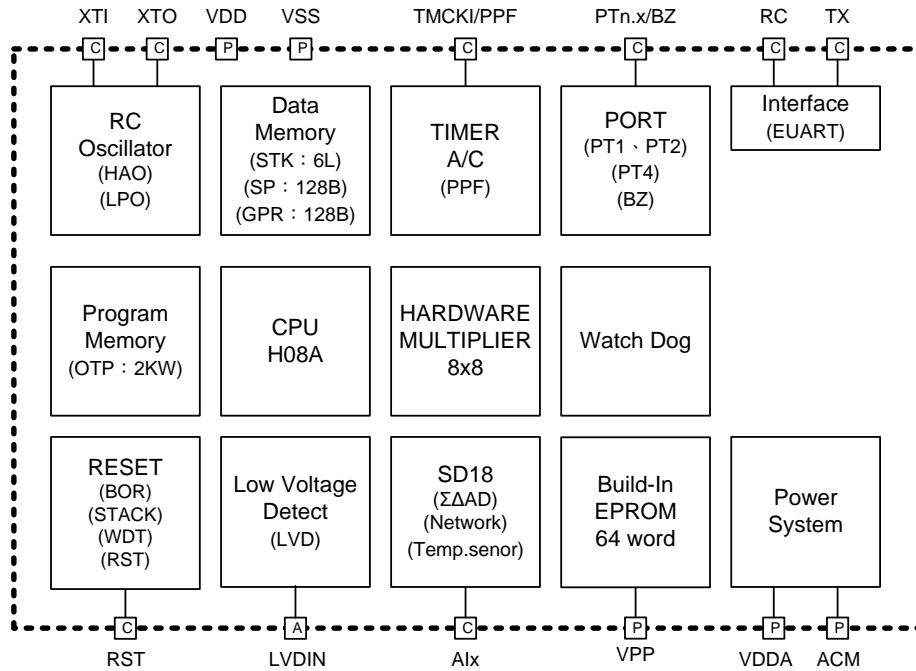 XTI XTO VDD VSS TMCKI/PPF PTn.x/BZ RC TX
C C P P C C C C
RC
Oscillator
(HAO)
(LPO)
Data
Memory
(STK：6L)
(SP：128B)
(GPR：128B)
TIMER
A/C
(PPF)
PORT
(PT1、PT2)
(PT4)
BZ
Interface
(EUART)
Program
Memory
(OTP：2KW)
CPU
H08A
HARDWARE
MULTIPLIER
8x8
Watch Dog
RESET
(BOR)
(STACK)
(WDT)
(RST)
Low Voltage
Detect
(LVD)
SD18
(ΣΔAD)
(Network)
(Temp.senor)
Build-In
EPROM
64 word
Power
System
C A C P P P
RST LVDIN AIx VPP VDDA ACM